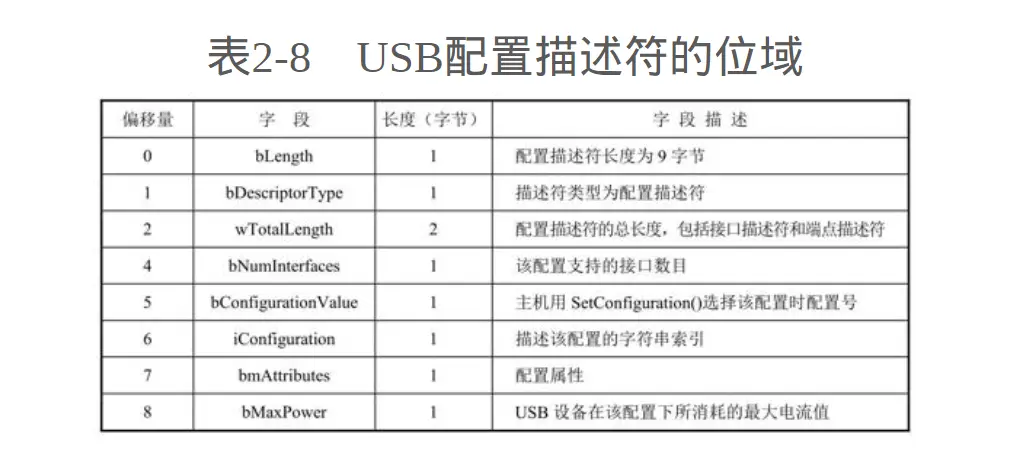 表2-8 USB配置描述符的位域
偏移量 字 段 长度（字节） 字 段 描 述
0 bLength 1 配置描述符长度为 9 字节
1 bDescriptorType 1 描述符类型为配置描述符
2 wTotalLength 2 配置描述符的总长度，包括接口描述符和端点描述符
4 bNumInterfaces 1 该配置支持的接口数目
5 bConfigurationValue 1 主机用 SetConfiguration()选择该配置时配置号
6 iConfiguration 1 描述该配置的字符串索引
7 bmAttributes 1 配置属性
8 bMaxPower 1 USB 设备在该配置下所消耗的最大电流值